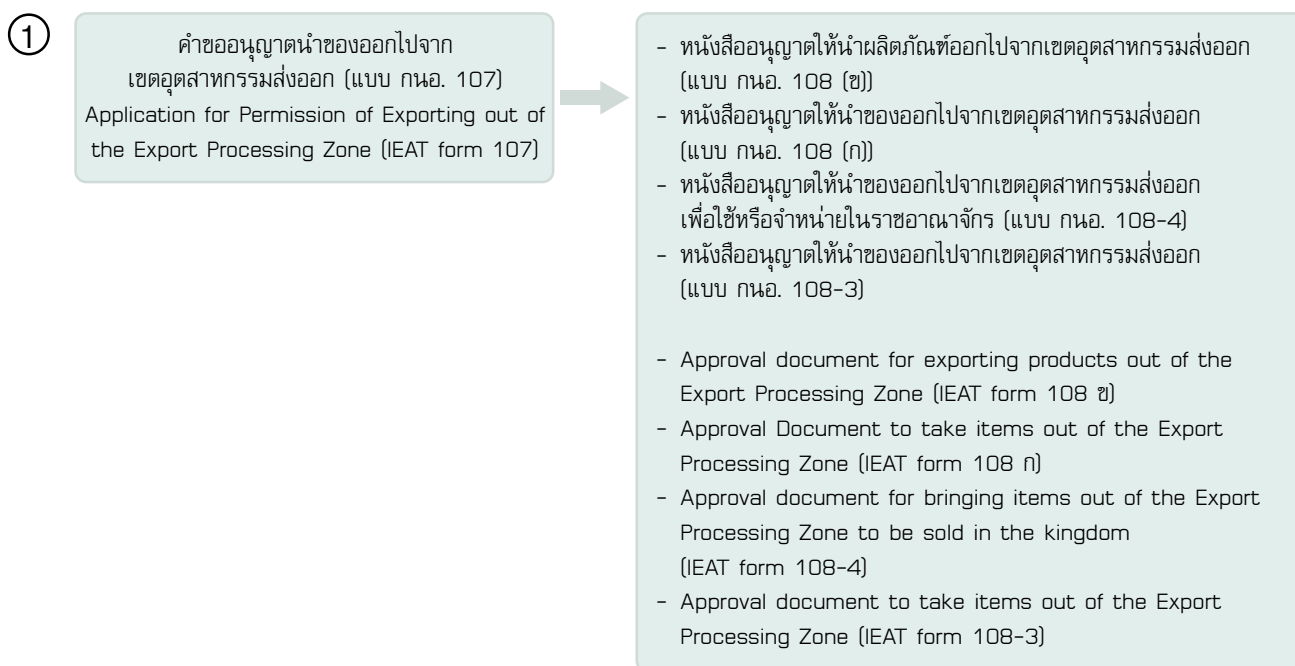 1
คำขออนุญาตนำของออกไปจาก
เขตอุตสาหกรรมส่งออก (แบบ กนอ. 107)
Application for Permission of Exporting out of
the Export Processing Zone (IEAT form 107)
- หนังสืออนุญาตให้นำผลิตภัณฑ์ออกไปจากเขตอุตสาหกรรมส่งออก
(แบบ กนอ. 108 (ข))
- หนังสืออนุญาตให้นำของออกไปจากเขตอุตสาหกรรมส่งออก
(แบบ กนอ. 108 (ก))
- หนังสืออนุญาตให้นำของออกไปจากเขตอุตสาหกรรมส่งออก
เพื่อใช้หรือจำหน่ายในราชอาณาจักร (แบบ กนอ. 108-4)
- หนังสืออนุญาตให้นำของออกไปจากเขตอุตสาหกรรมส่งออก
(แบบ กนอ. 108-3)
- Approval document for exporting products out of the
Export Processing Zone (IEAT form 108 ข)
- Approval Document to take items out of the Export
Processing Zone (IEAT form 108 ก)
- Approval document for bringing items out of the Export
Processing Zone to be sold in the kingdom
(IEAT form 108-4)
- Approval document to take items out of the Export
Processing Zone (IEAT form 108-3)